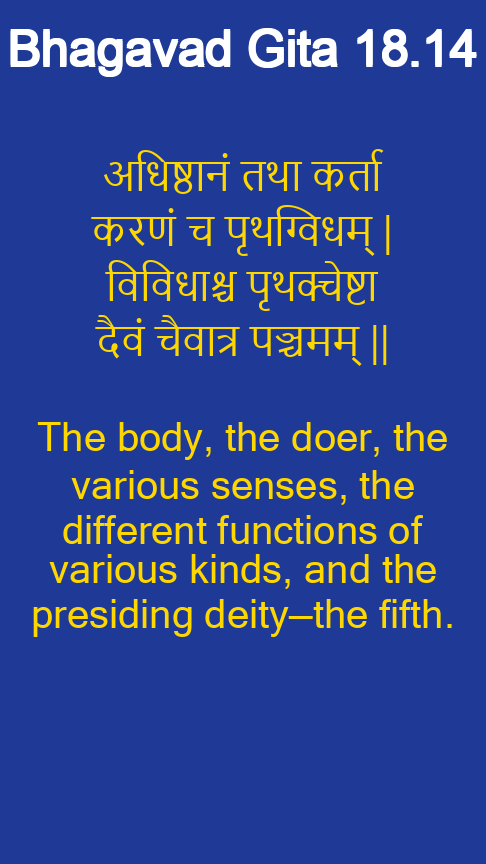 Bhagavad Gita 18.14
अधिष्ठानं तथा कर्ता
करणं च पृथग्विधम् |
विविधाश्च पृथक्चेष्टा
दैवं चैवात्र पञ्चमम् ||
The body, the doer, the
various senses, the
different functions of
various kinds, and the
presiding deity—the fifth.